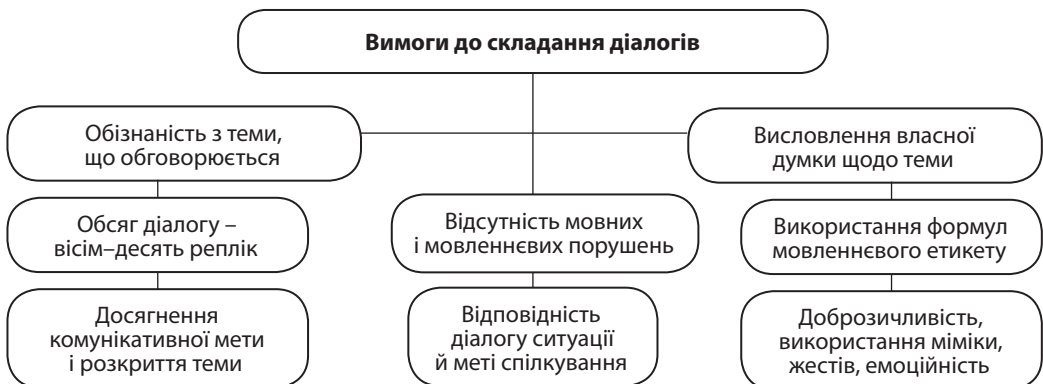 Вимоги до складання діалогів
Обізнаність з теми,
що обговорюється
Висловлення власної
думки щодо теми
Обсяг діалогу –
вісім–десять реплік
Відсутність мовних
і мовленнєвих порушень
Використання формул
мовленнєвого етикету
Досягнення
комунікативної мети
і розкриття теми
Відповідність
діалогу ситуації
й меті спілкування
Доброзичливість,
використання міміки,
жестів, емоційність